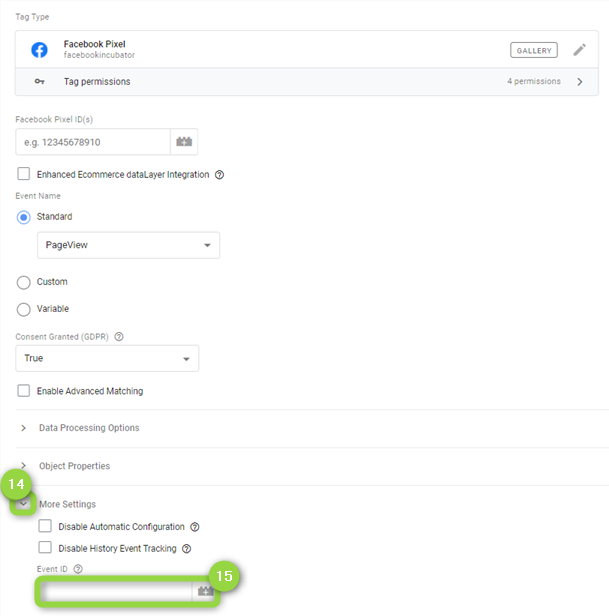 Tag Type
Facebook Pixel
facebookincubator
GALLERY
Tag permissions
4 permissions
Facebook Pixel ID(s)
e.g. 12345678910
Enhanced Ecommerce dataLayer Integration
Event Name
Standard
PageView
Custom
Variable
Consent Granted (GDPR)
True
Enable Advanced Matching
Data Processing Options
Object Properties
14
More Settings
Disable Automatic Configuration
Disable History Event Tracking
Event ID
15